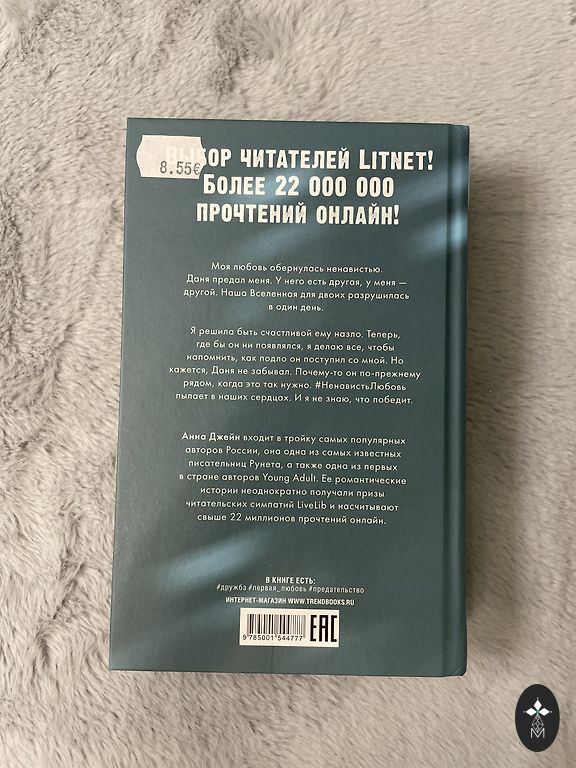 ВЫБОР ЧИТАТЕЛЕЙ LITNET!
8.55€
БОЛЕЕ 22 000 000
ПРОЧТЕНИЙ ОНЛАЙН!
Моя любовь обернулась ненавистью.
Даня предал меня. У него есть другая, у меня —
другой. Наша Вселенная для двоих разрушилась
в один день.
Я решила быть счастливой ему назло. Теперь,
где бы он ни появлялся, я делаю все, чтобы
напомнить, как подло он поступил со мной. Но
кажется, Даня не забывал. Почему-то он по-прежнему
рядом, когда это так нужно. #НенавистьЛюбовь
пылает в наших сердцах. И я не знаю, что победит.
Анна Джейн входит в тройку самых популярных
авторов России, она одна из самых известных
писательниц Рунета, а также одна из первых
в стране авторов Young Adult. Ее романтические
истории неоднократно получали призы
читательских симпатий LiveLib и насчитывают
свыше 22 миллионов прочтений онлайн.
В КНИГЕ ЕСТЬ:
#дружба #первая_любовь #предательство
ИНТЕРНЕТ-МАГАЗИН WWW.TRENDBOOKS.RU
9 785001 544777
EAC
M